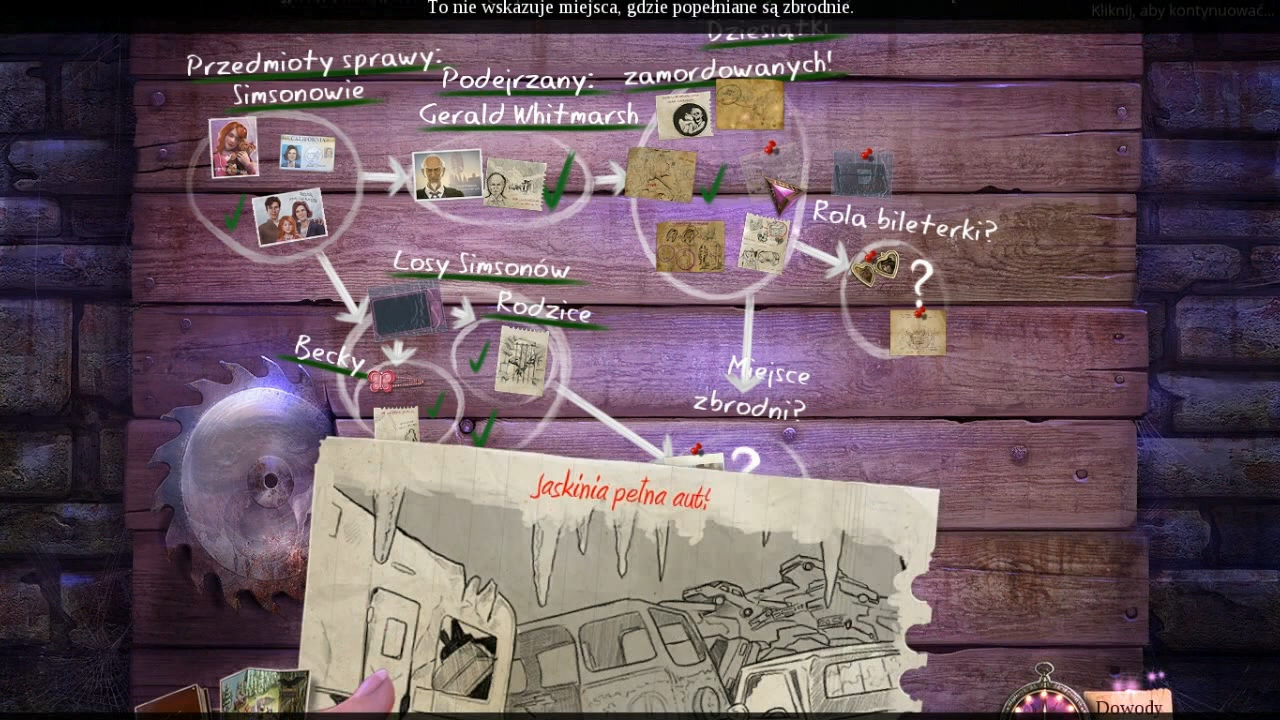 To nie wskazuje miejsca, gdzie popełniane są zbrodnie.
Kliknij, aby kontynuować...
Przedmioty sprawy:
Simsonowie
Podejrzany:
Gerald Whitmarsh
Dziesiątki
zamordowanych!
Rola bileterki?
?
Losy Simsonów
Rodzice
Becky
Miejsce
zbrodni?
?
Jaskinia pełna aut!
Dowody